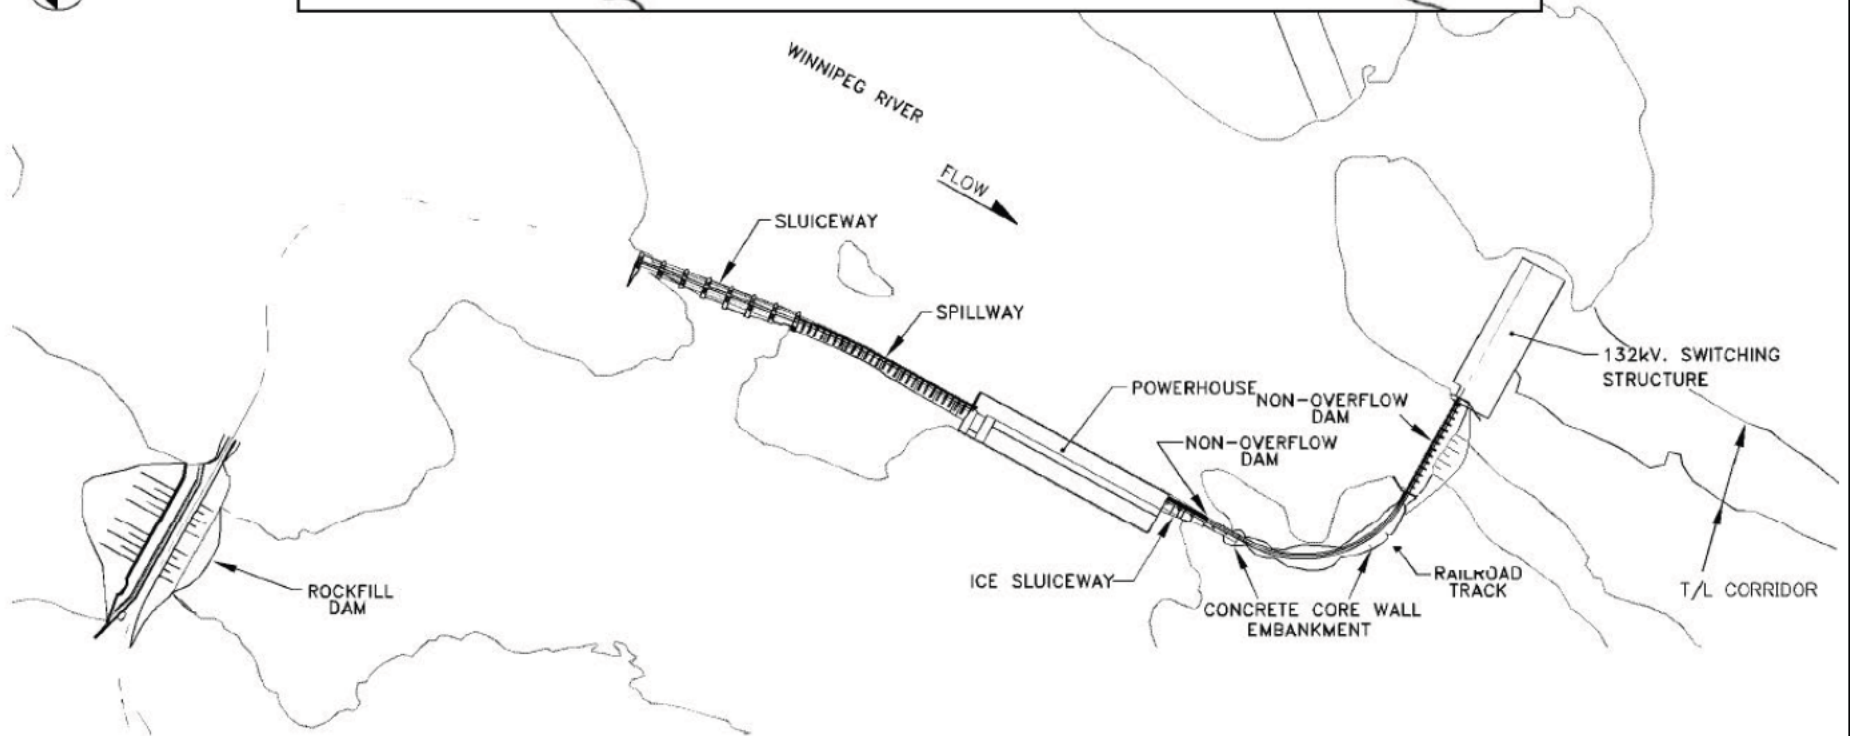 WINNIPEG RIVER
FLOW
SLUICEWAY
SPILLWAY
132kV. SWITCHING
STRUCTURE
POWERHOUSE
NON-OVERFLOW
DAM
NON-OVERFLOW
DAM
ICE SLUICEWAY
RAILROAD
TRACK
ROCKFILL
DAM
T/L CORRIDOR
CONCRETE CORE WALL
EMBANKMENT